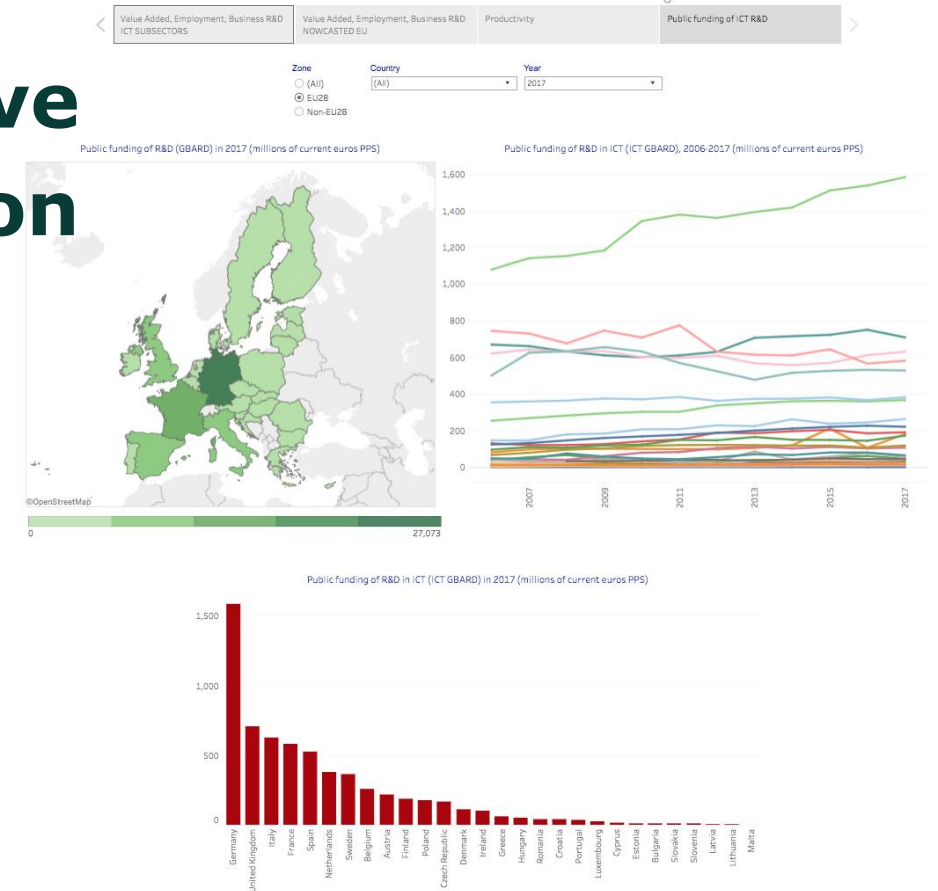 Value Added, Employment, Business R&D
ICT SUBSECTORS
Value Added, Employment, Business R&D
NOWCASTED EU
Productivity
Public funding of ICT R&D
Zone
(All)
EU28
Non-EU28
Country
(All)
Year
2017
ve
on
Public funding of R&D (GBARD) in 2017 (millions of current euros PPS)
©OpenStreetMap
0
27,073
Public funding of R&D in ICT (ICT GBARD), 2006-2017 (millions of current euros PPS)
1,600
1,400
1,200
1,000
800
600
400
200
0
2007
2009
2011
2013
2015
2017
Public funding of R&D in ICT (ICT GBARD) in 2017 (millions of current euros PPS)
1,500
1,000
500
0
Germany
United Kingdom
Italy
France
Spain
Netherlands
Sweden
Belgium
Austria
Finland
Poland
Czech Republic
Denmark
Ireland
Greece
Hungary
Romania
Croatia
Portugal
Luxembourg
Cyprus
Estonia
Bulgaria
Slovakia
Slovenia
Latvia
Lithuania
Malta